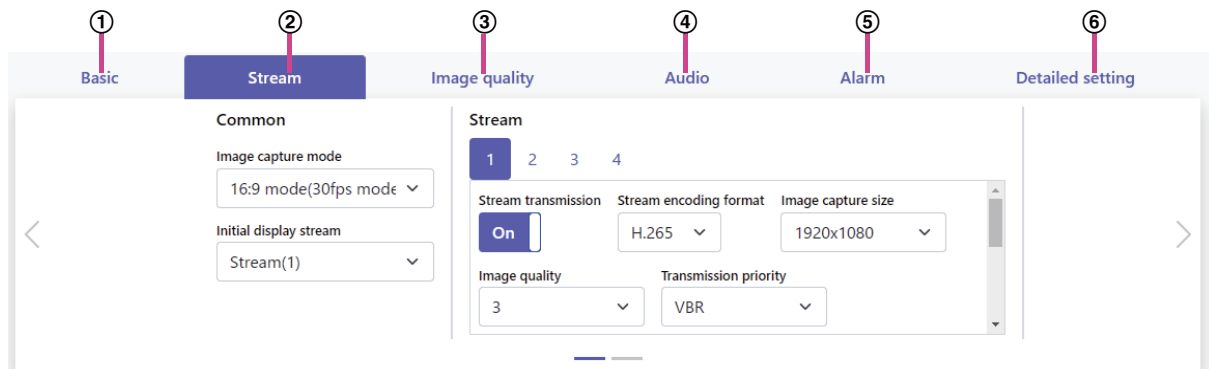 ① ② ③ ④ ⑤ ⑥
Basic Stream Image quality Audio Alarm Detailed setting
Common
Image capture mode
16:9 mode(30fps mode
Initial display stream
Stream(1)
Stream
1 2 3 4
Stream transmission Stream encoding format Image capture size
On H.265 1920x1080
Image quality Transmission priority
3 VBR